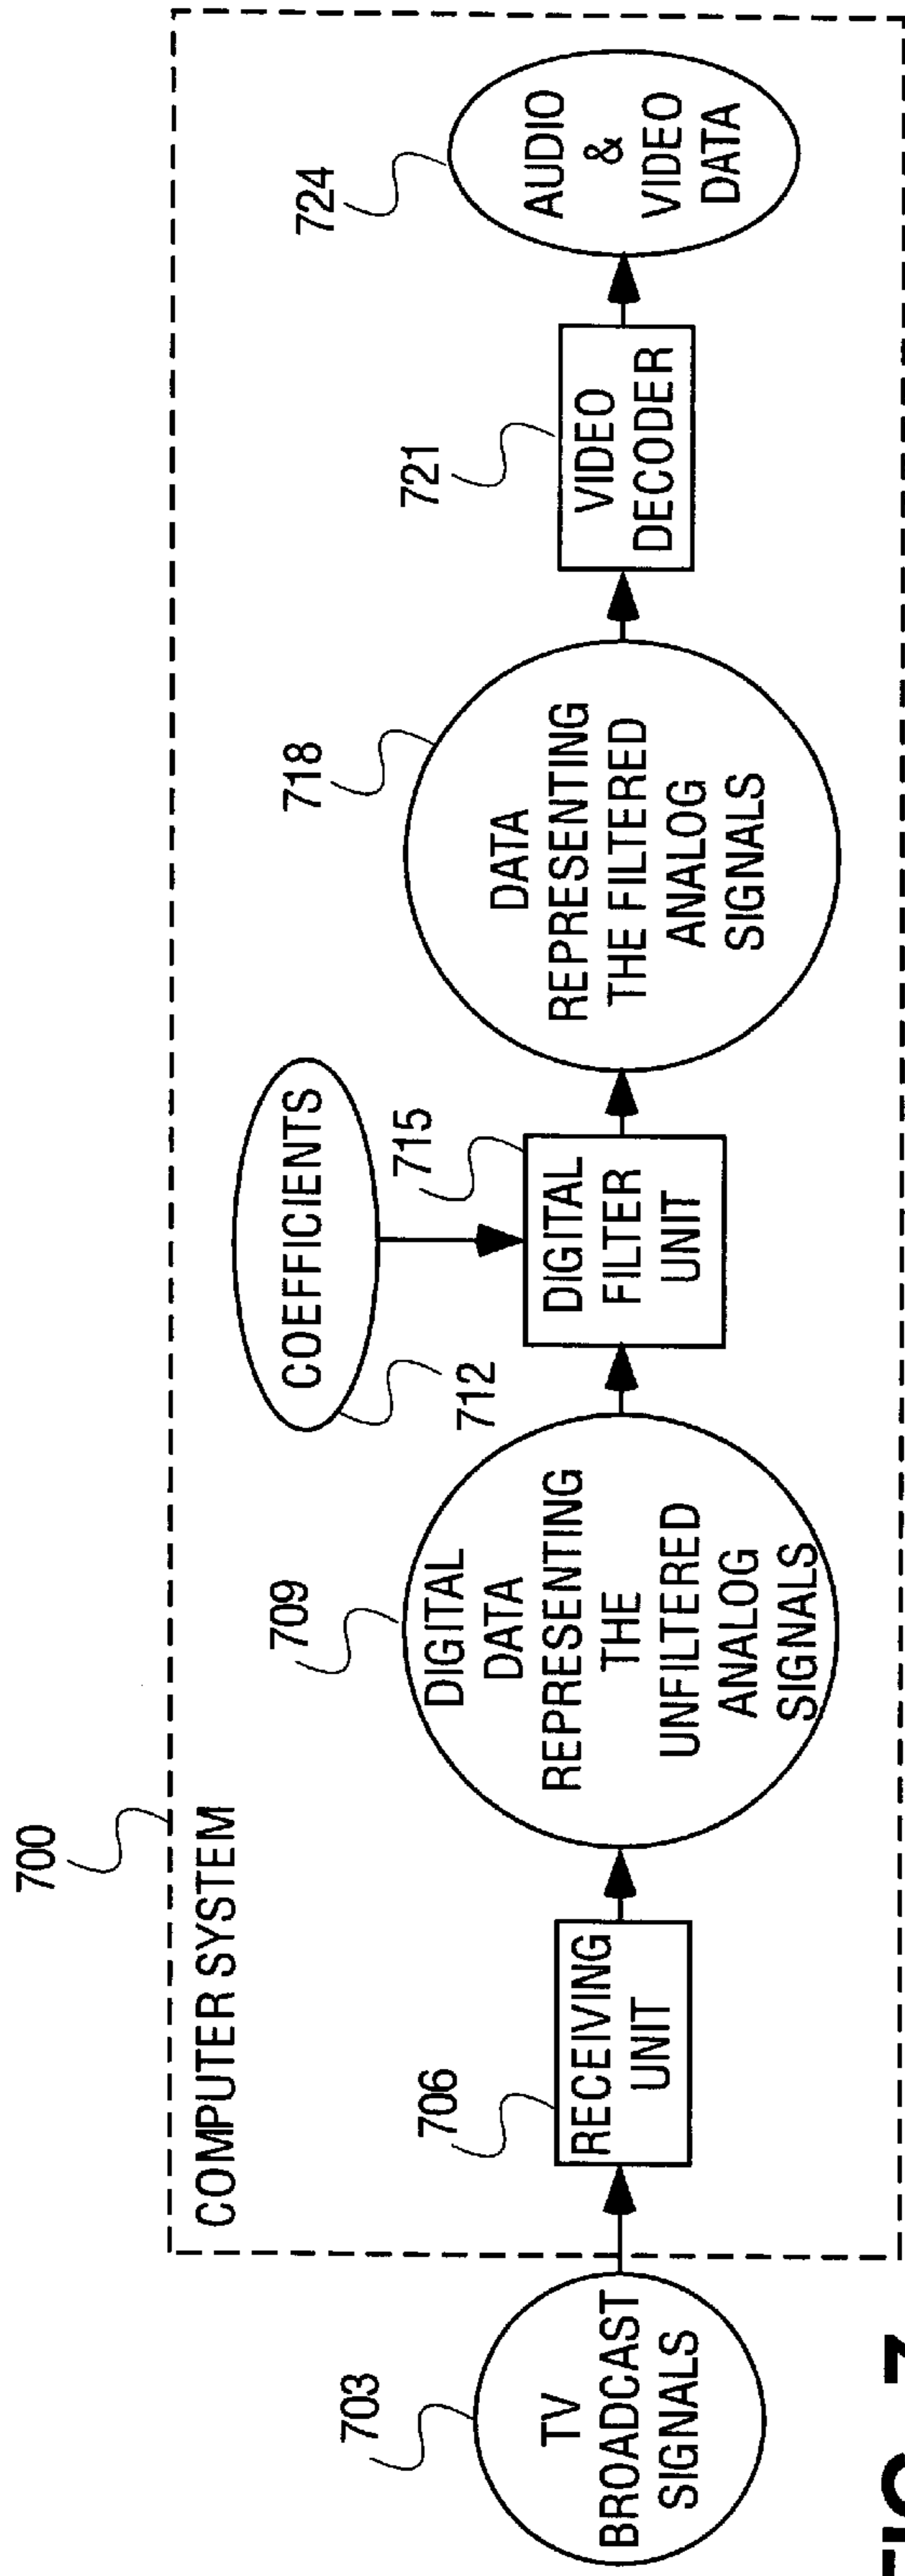 700
COMPUTER SYSTEM
703
TV
BROADCAST
SIGNALS
706
RECEIVING
UNIT
709
DIGITAL
DATA
REPRESENTING
THE
UNFILTERED
ANALOG
SIGNALS
712
COEFFICIENTS
715
DIGITAL
FILTER
UNIT
718
DATA
REPRESENTING
THE FILTERED
ANALOG
SIGNALS
721
VIDEO
DECODER
724
AUDIO
&
VIDEO
DATA